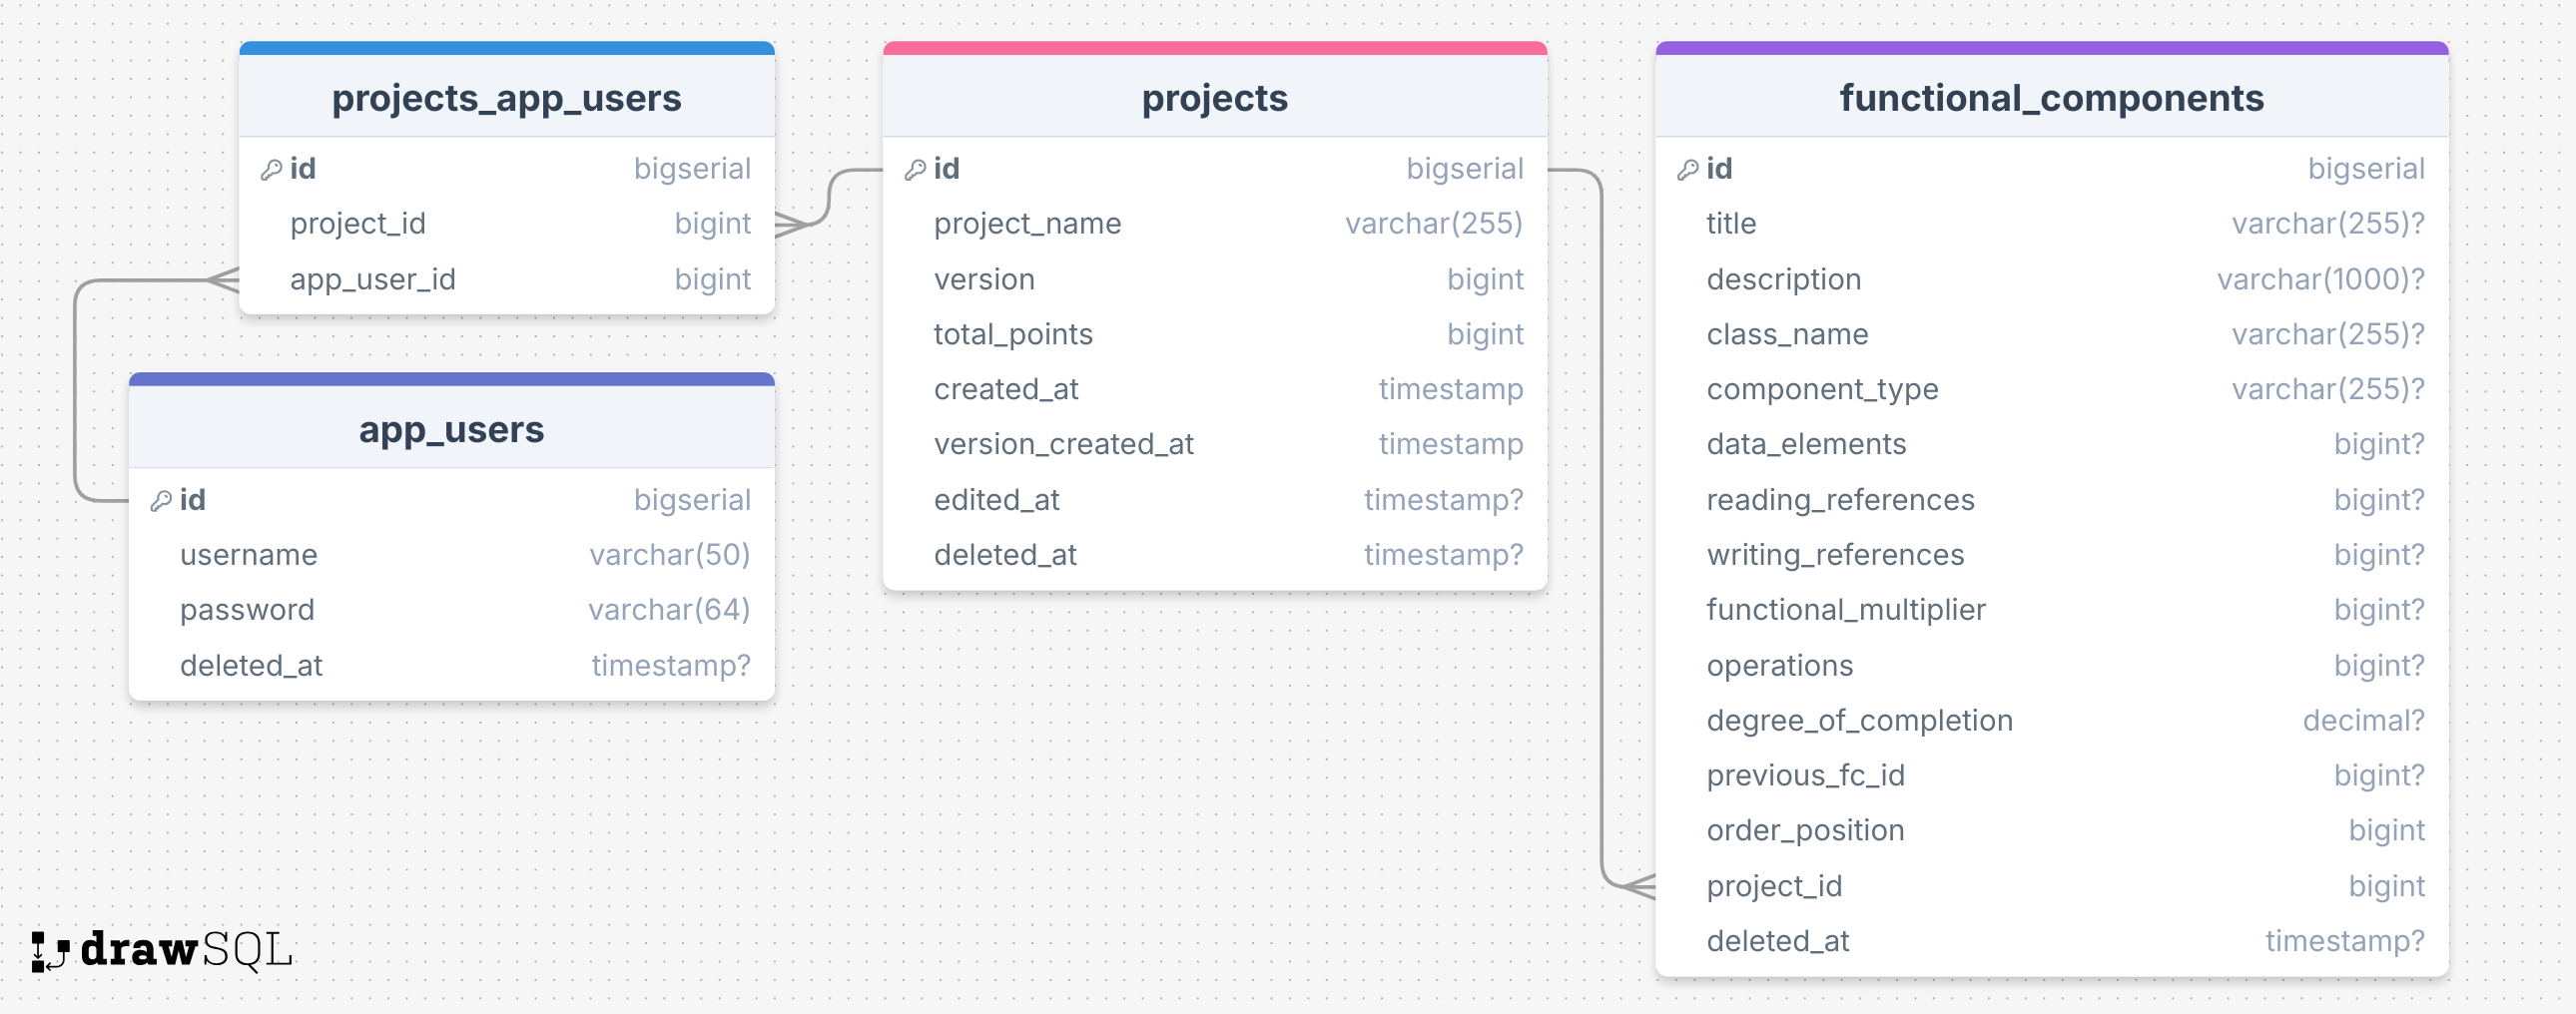 projects_app_users
id bigserial
project_id bigint
app_user_id bigint
app_users
id bigserial
username varchar(50)
password varchar(64)
deleted_at timestamp?
projects
id bigserial
project_name varchar(255)
version bigint
total_points bigint
created_at timestamp
version_created_at timestamp
edited_at timestamp?
deleted_at timestamp?
functional_components
id bigserial
title varchar(255)?
description varchar(1000)?
class_name varchar(255)?
component_type varchar(255)?
data_elements bigint?
reading_references bigint?
writing_references bigint?
functional_multiplier bigint?
operations bigint?
degree_of_completion decimal?
previous_fc_id bigint?
order_position bigint
project_id bigint
deleted_at timestamp?
drawSQL